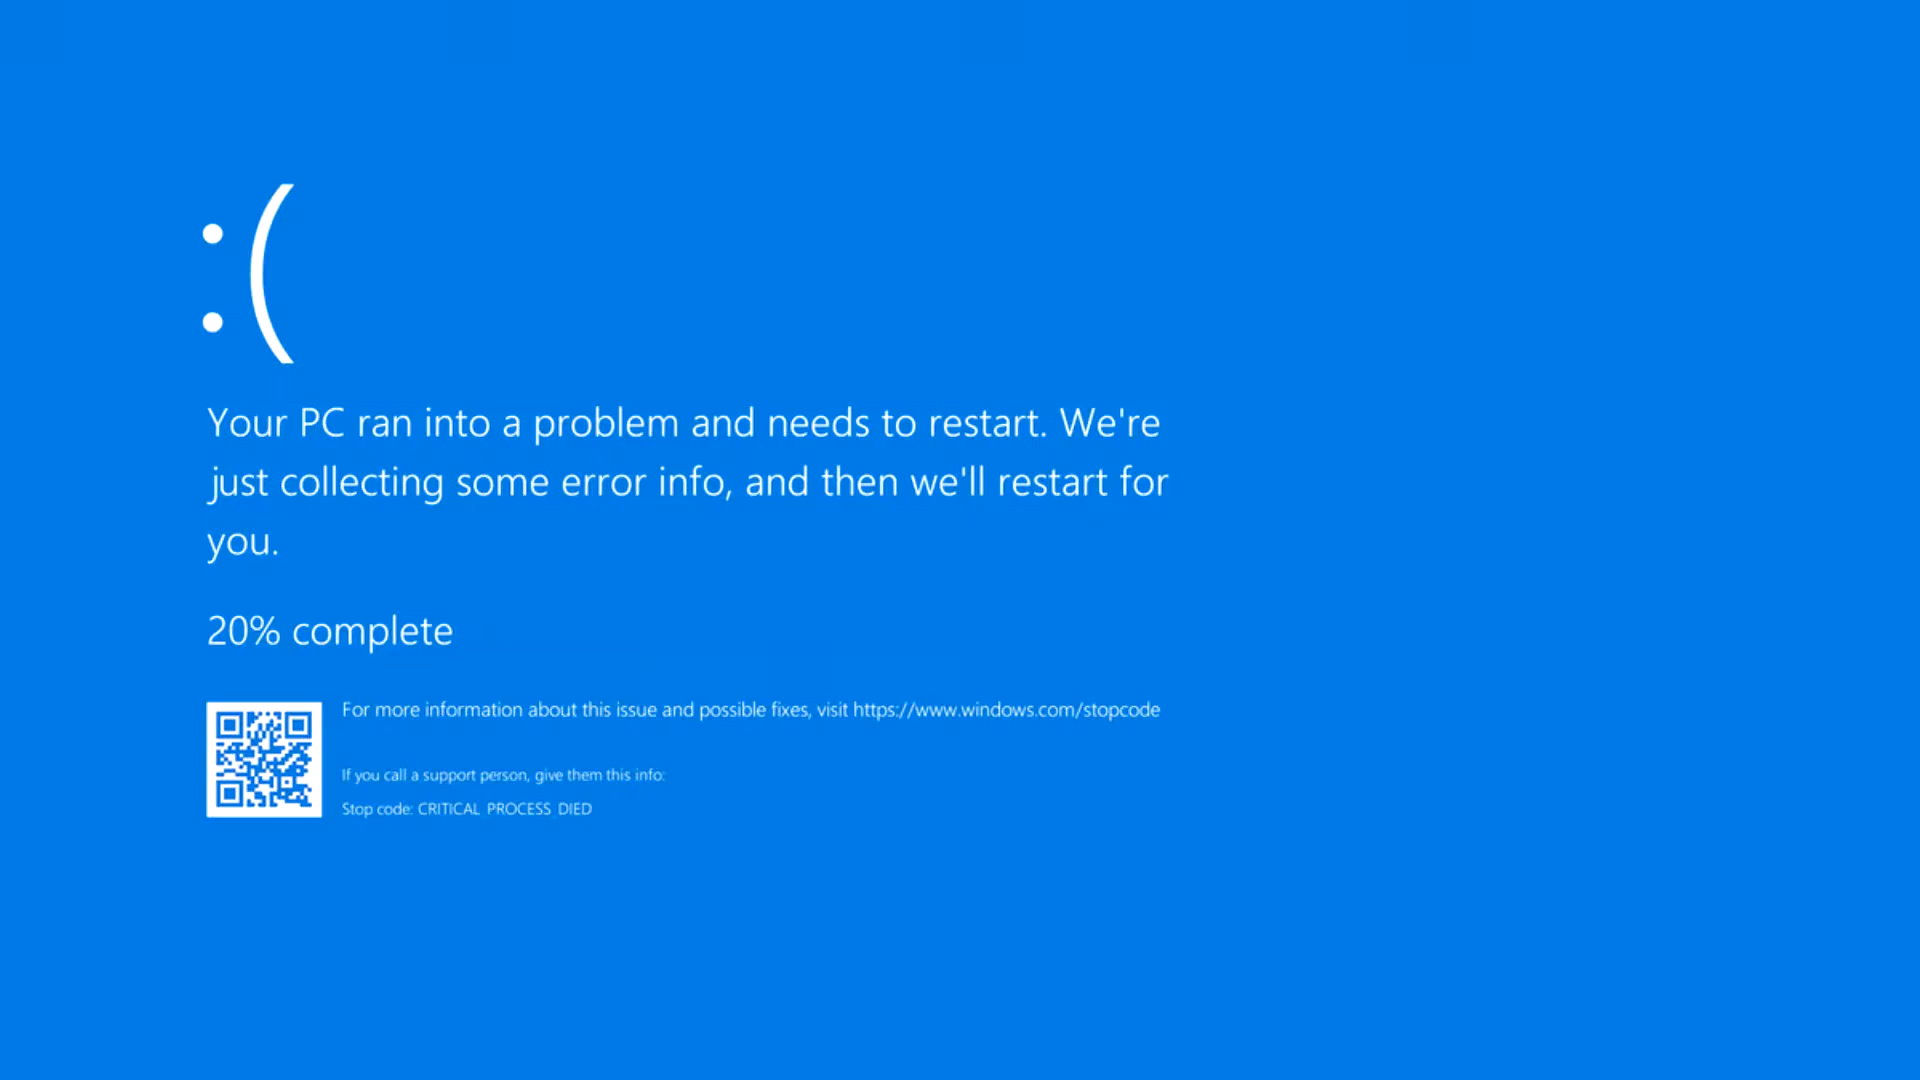 :(
Your PC ran into a problem and needs to restart. We're
just collecting some error info, and then we'll restart for
you.
20% complete
For more information about this issue and possible fixes, visit https://www.windows.com/stopcode
If you call a support person, give them this info:
Stop code: CRITICAL_PROCESS_DIED